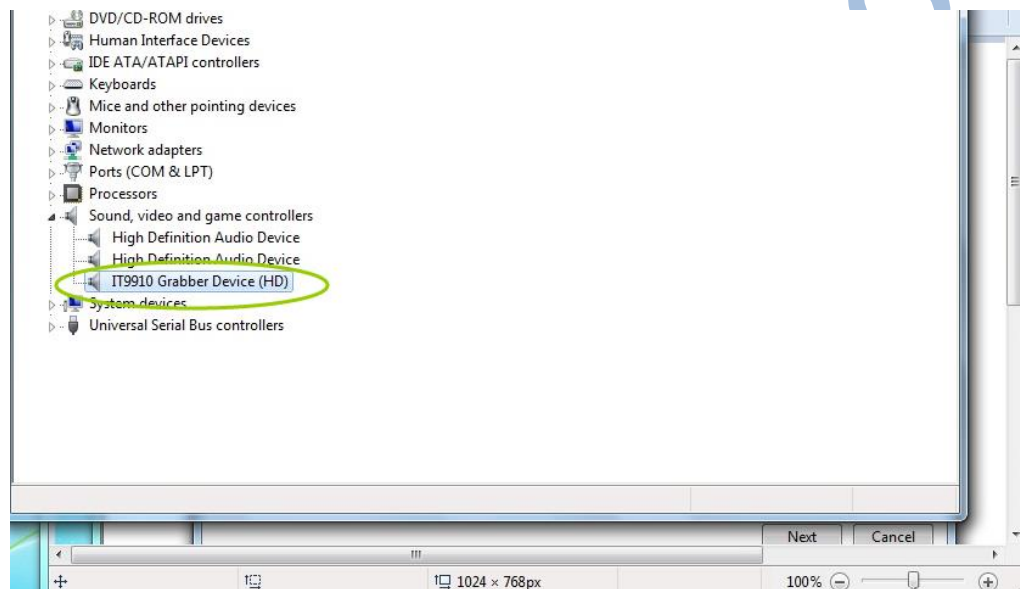 DVD/CD-ROM drives
Human Interface Devices
IDE ATA/ATAPI controllers
Keyboards
Mice and other pointing devices
Monitors
Network adapters
Ports (COM & LPT)
Processors
Sound, video and game controllers
High Definition Audio Device
High Definition Audio Device
IT9910 Grabber Device (HD)
System devices
Universal Serial Bus controllers
Next Cancel
1024 × 768px 100%